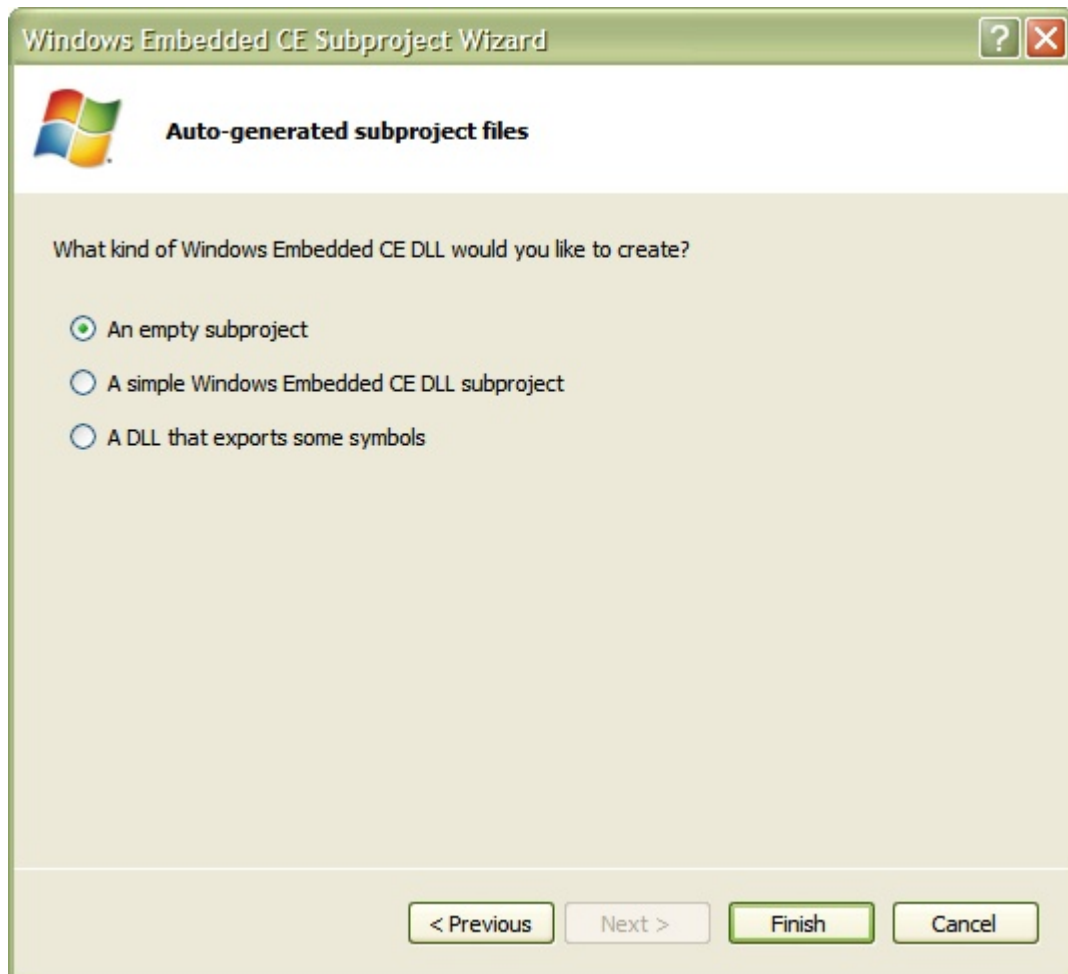 Windows Embedded CE Subproject Wizard
Auto-generated subproject files
What kind of Windows Embedded CE DLL would you like to create?
An empty subproject
A simple Windows Embedded CE DLL subproject
A DLL that exports some symbols
< Previous Next > Finish Cancel